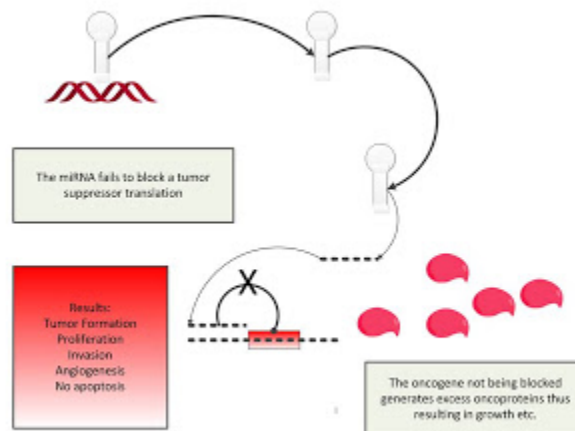 The miRNA fails to block a tumor
suppressor translation
X
Results:
Tumor Formation
Proliferation
Invasion
Angiogenesis
No apoptosis
The oncogene not being blocked
generates excess oncoproteins thus
resulting in growth etc.